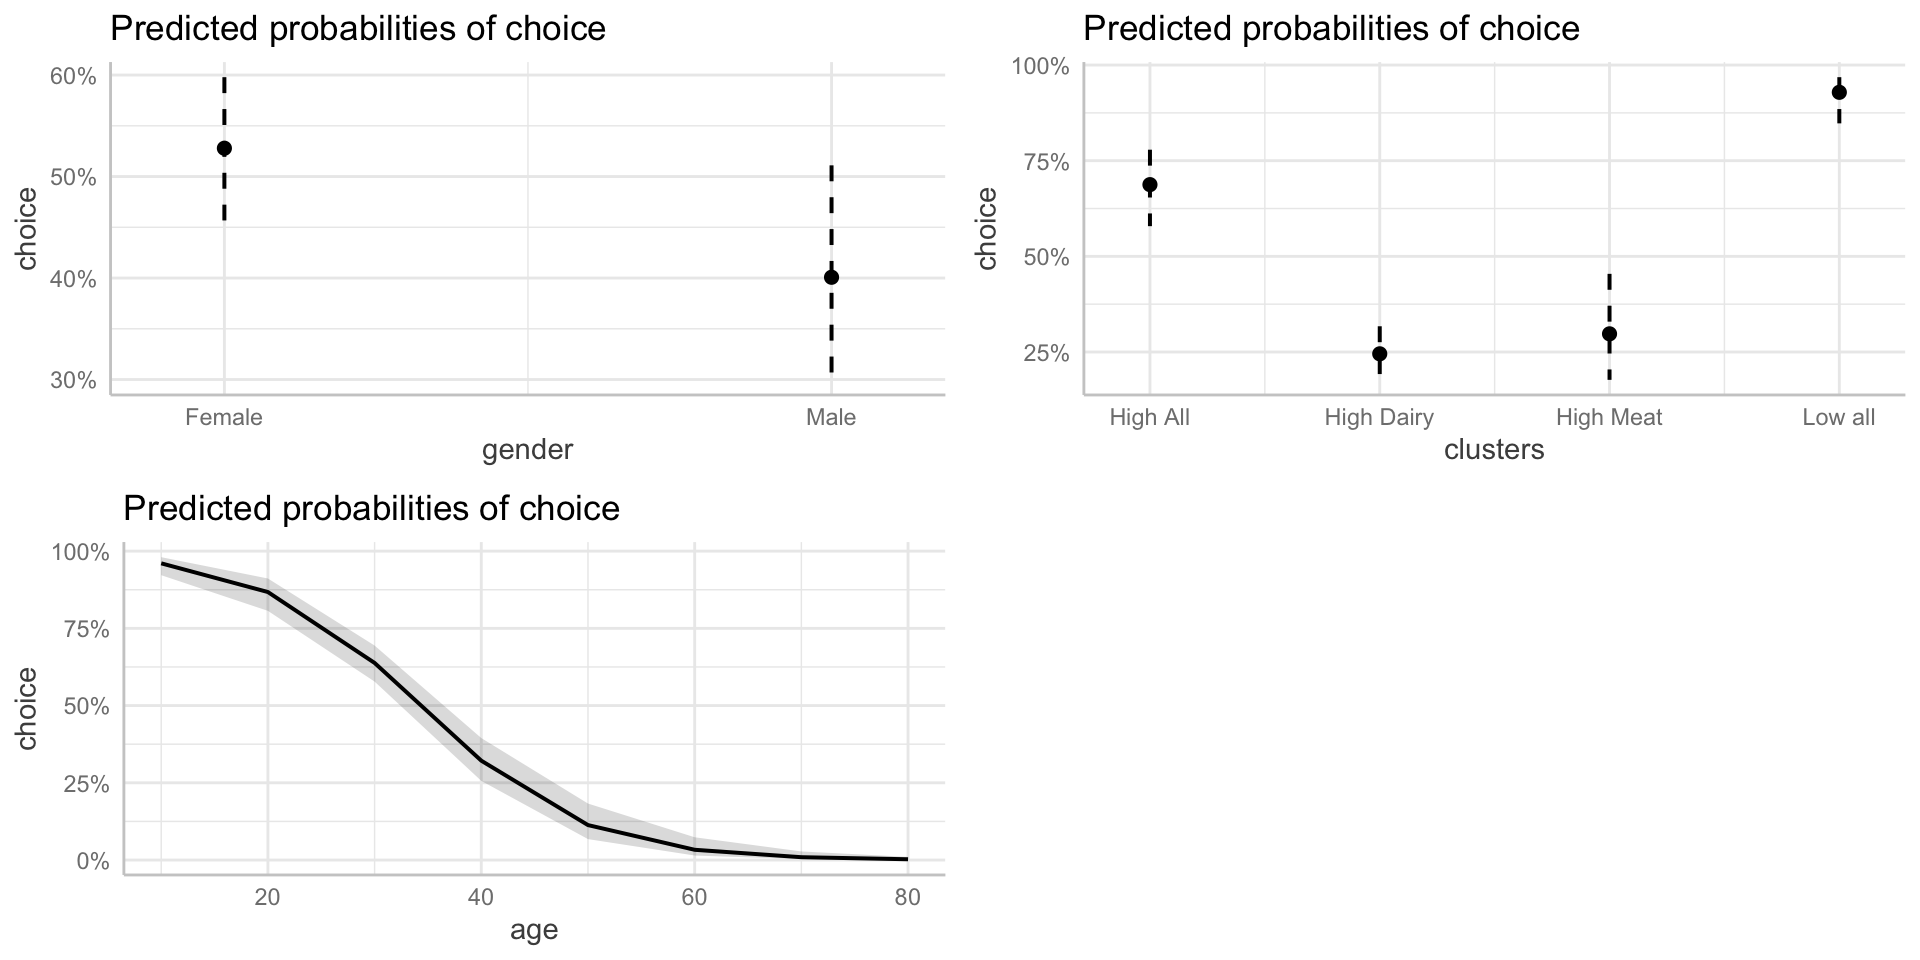 Predicted probabilities of choice
60%
50%
40%
30%
choice
Female
Male
gender
Predicted probabilities of choice
100%
75%
50%
25%
choice
High All
High Dairy
High Meat
Low all
clusters
Predicted probabilities of choice
100%
75%
50%
25%
0%
choice
20
40
60
80
age